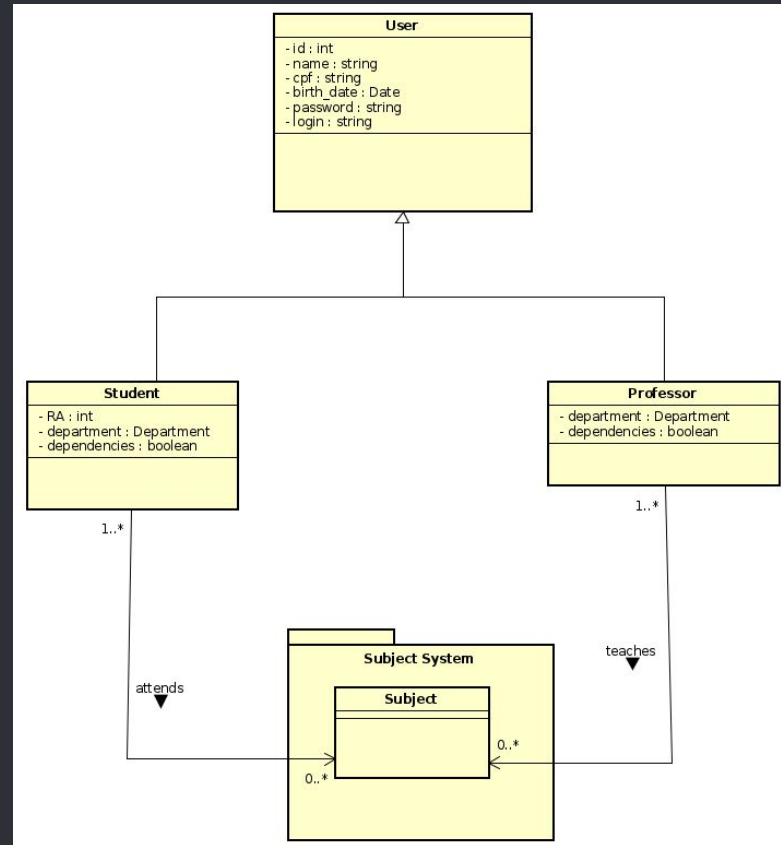 User
- id : int
- name : string
- cpf : string
- birth_date : Date
- password : string
- login : string
Student
- RA : int
- department : Department
- dependencies : boolean
Professor
- department : Department
- dependencies : boolean
1..*
1..*
Subject System
teaches
attends
Subject
0..*
0..*